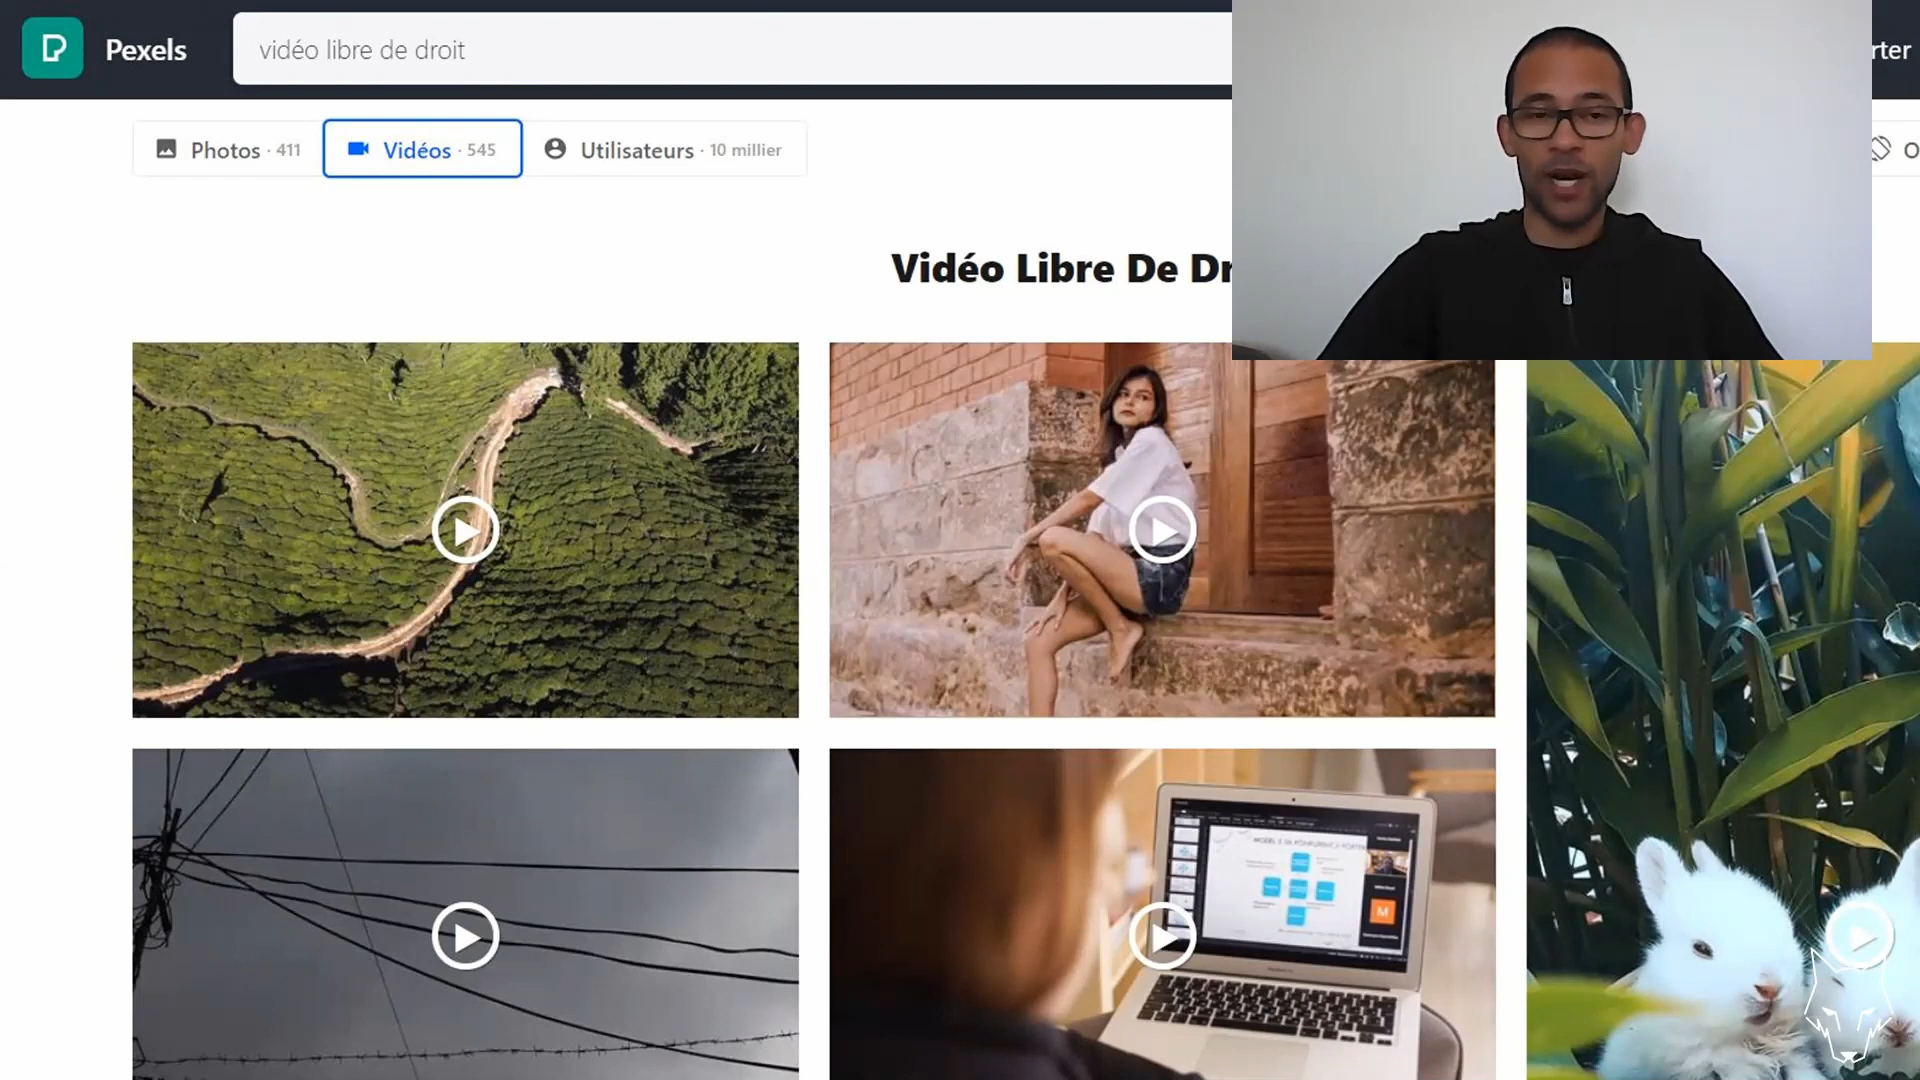 Pexels
vidéo libre de droit
rter
Photos · 411
Vidéos · 545
Utilisateurs · 10 millier
O
Vidéo Libre De Dr
M